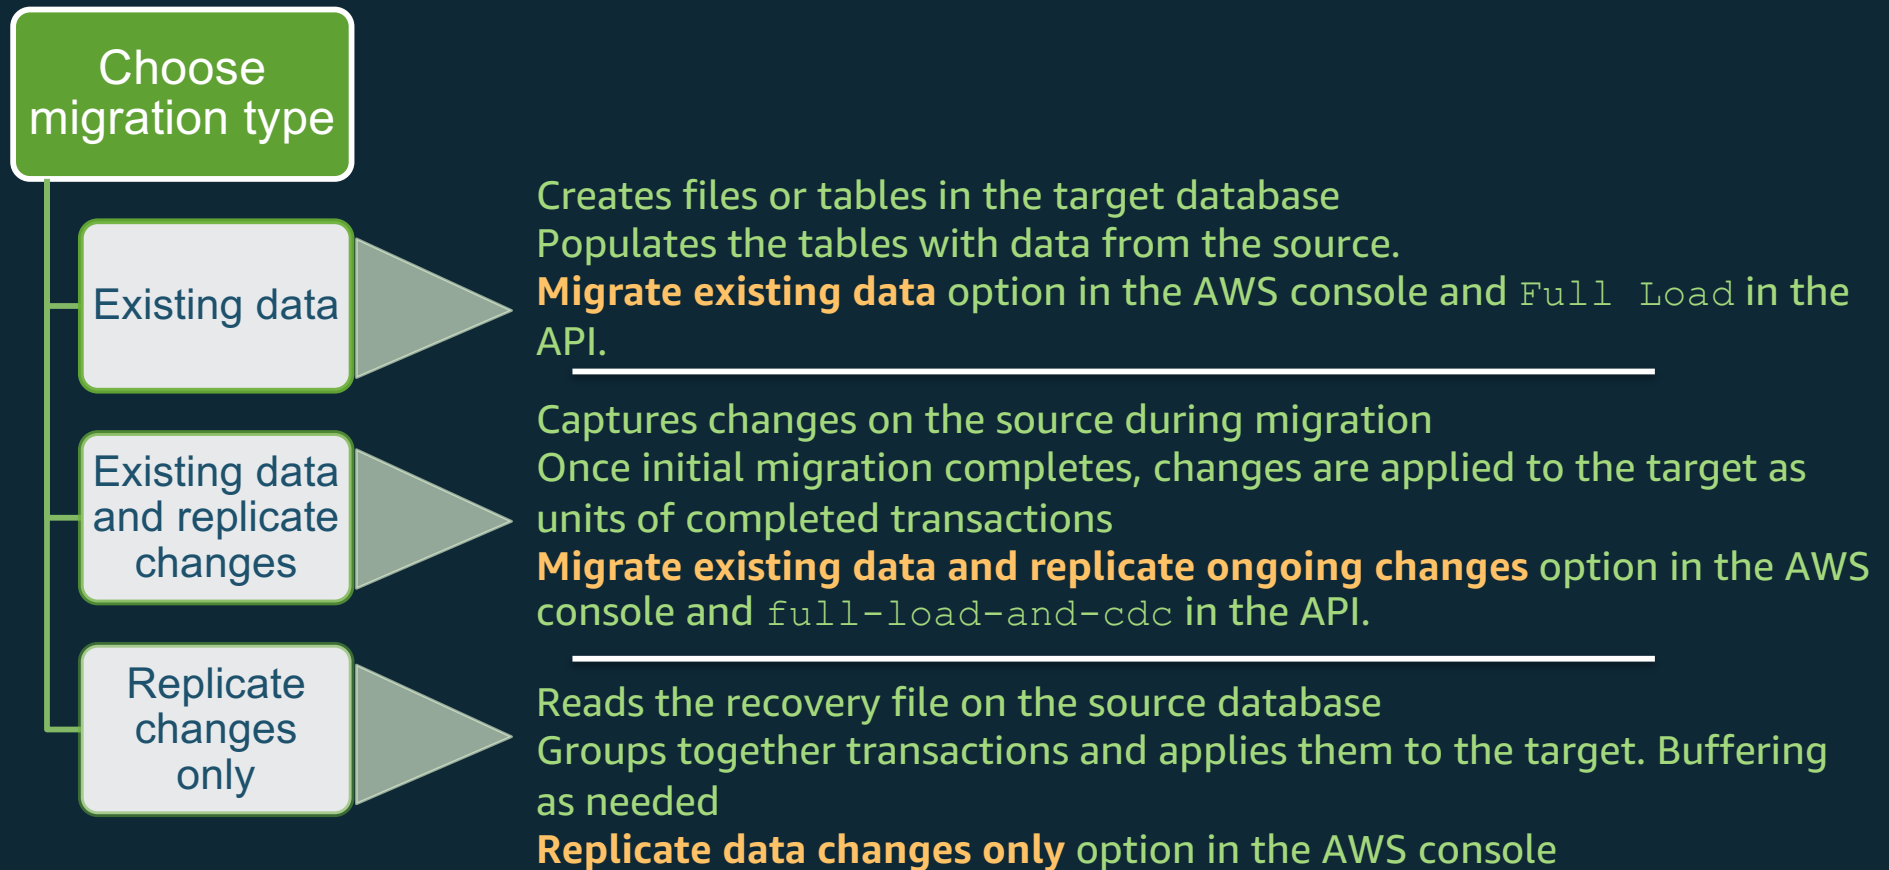 Choose
migration type
Existing data
Creates files or tables in the target database
Populates the tables with data from the source.
Migrate existing data option in the AWS console and Full Load in the
API.
Existing data
and replicate
changes
Captures changes on the source during migration
Once initial migration completes, changes are applied to the target as
units of completed transactions
Migrate existing data and replicate ongoing changes option in the AWS
console and full-load-and-cdc in the API.
Replicate
changes
only
Reads the recovery file on the source database
Groups together transactions and applies them to the target. Buffering
as needed
Replicate data changes only option in the AWS console